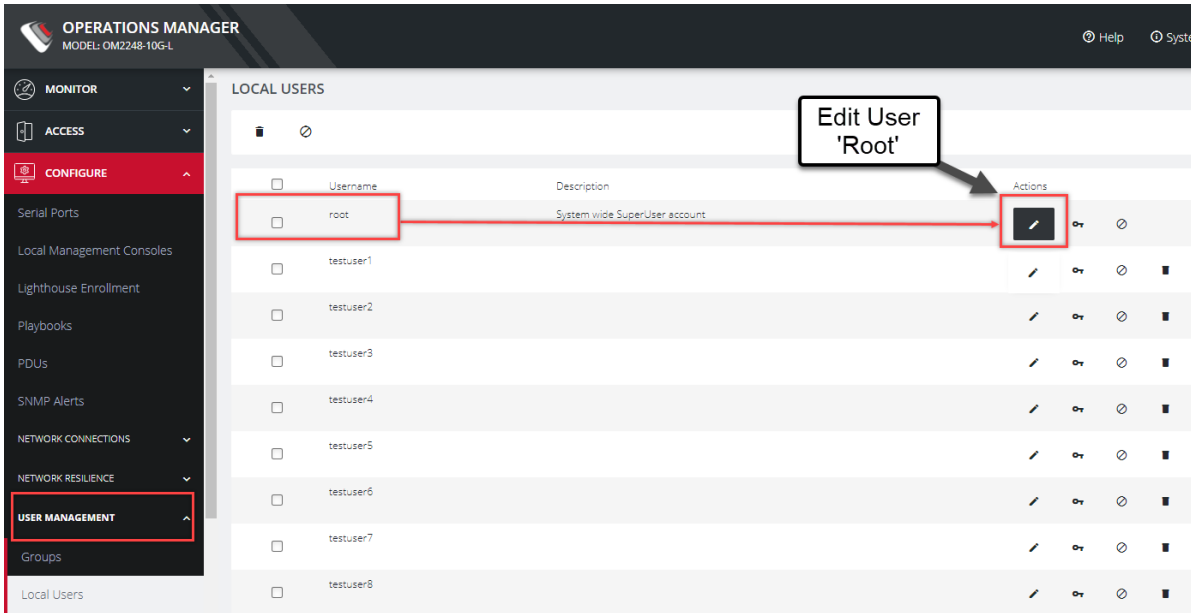 OPERATIONS MANAGER
MODEL: OM2248-10G-L
Help
MONITOR
ACCESS
CONFIGURE
Serial Ports
Local Management Consoles
Lighthouse Enrollment
Playbooks
PDUs
SNMP Alerts
NETWORK CONNECTIONS
NETWORK RESILIENCE
USER MANAGEMENT
Groups
Local Users
LOCAL USERS
Edit User
'Root'
Username Description Actions
root System wide SuperUser account
testuser1
testuser2
testuser3
testuser4
testuser5
testuser6
testuser7
testuser8